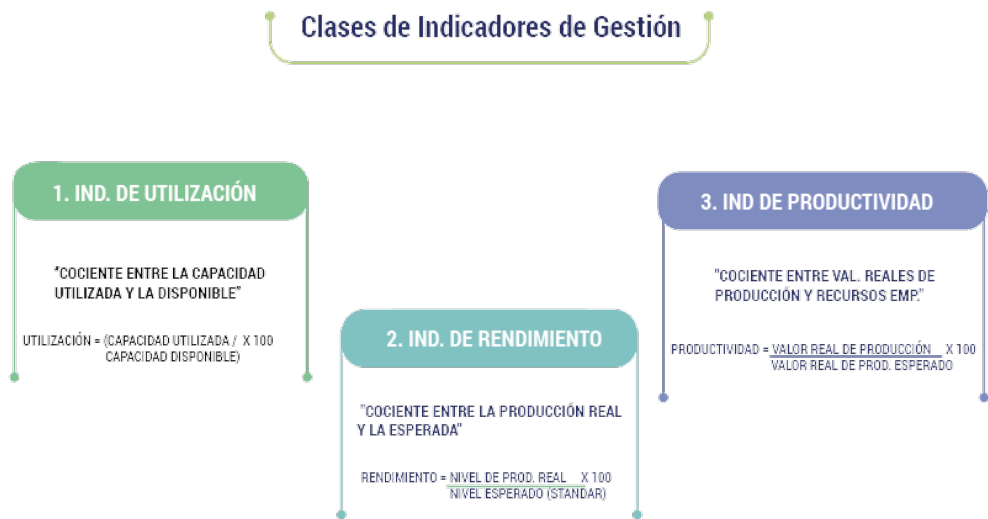 Clases de Indicadores de Gestión
1. IND. DE UTILIZACIÓN
"COCIENTE ENTRE LA CAPACIDAD
UTILIZADA Y LA DISPONIBLE"
UTILIZACIÓN = (CAPACIDAD UTILIZADA / X 100
CAPACIDAD DISPONIBLE)
2. IND. DE RENDIMIENTO
"COCIENTE ENTRE LA PRODUCCIÓN REAL
Y LA ESPERADA"
RENDIMIENTO = NIVEL DE PROD. REAL X 100
NIVEL ESPERADO (STANDAR)
3. IND DE PRODUCTIVIDAD
"COCIENTE ENTRE VAL. REALES DE
PRODUCCIÓN Y RECURSOS EMP."
PRODUCTIVIDAD = VALOR REAL DE PRODUCCIÓN X 100
VALOR REAL DE PROD. ESPERADO